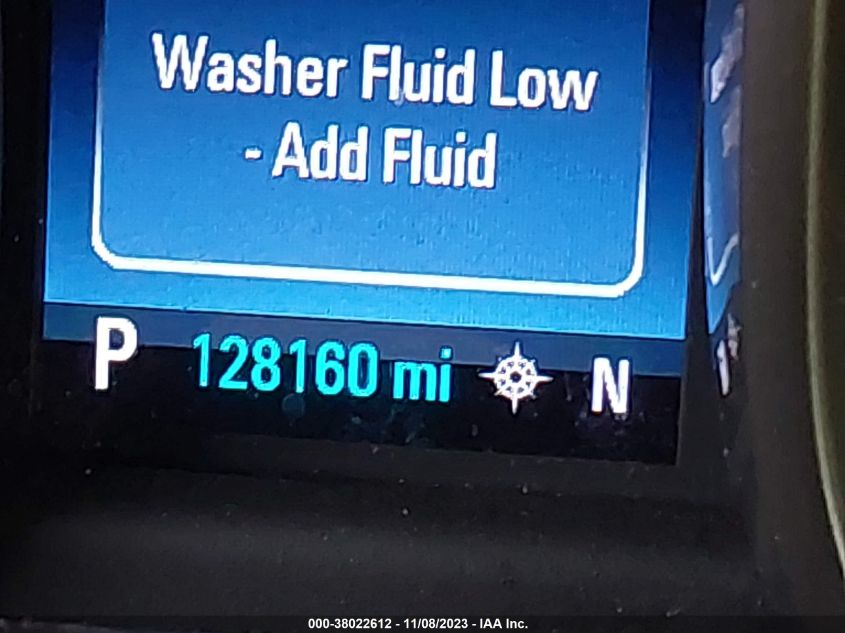 Washer Fluid Low
- Add Fluid
P 128160 mi N
000-38022612 - 11/08/2023 - IAA Inc.